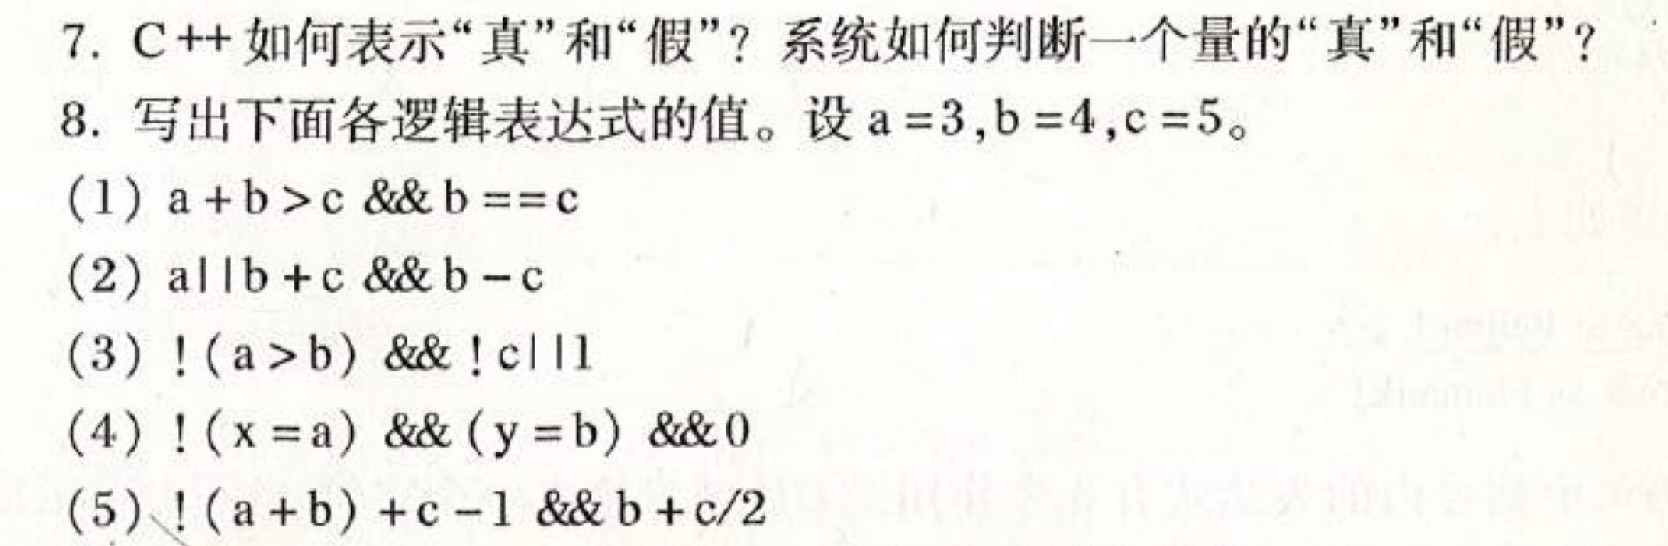 7. C++如何表示“真”和“假”？系统如何判断一个量的“真”和“假”？
8. 写出下面各逻辑表达式的值。设 a=3,b=4,c=5。
(1) a+b>c && b==c
(2) a||b+c && b-c
(3) !(a>b) && !c||1
(4) !(x=a) && (y=b) && 0
(5) !(a+b)+c-1 && b+c/2